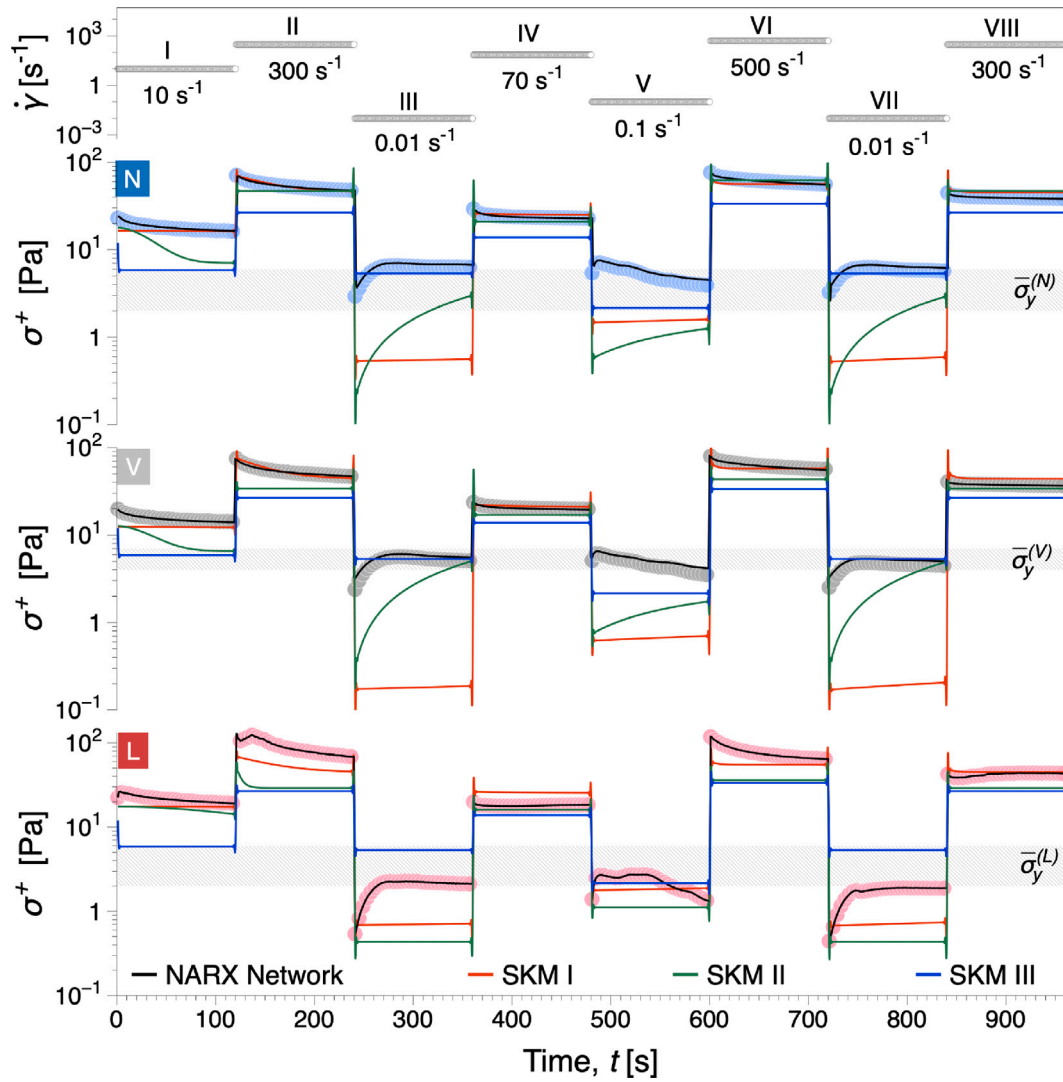 10³
1
10⁻³
γ̇ [s⁻¹]
I
10 s⁻¹
II
300 s⁻¹
III
0.01 s⁻¹
IV
70 s⁻¹
V
0.1 s⁻¹
VI
500 s⁻¹
VII
0.01 s⁻¹
VIII
300 s⁻¹
N
10²
10¹
1
10⁻¹
σ⁺ [Pa]
σ̅y⁽ᴺ⁾
V
10²
10¹
1
10⁻¹
σ⁺ [Pa]
σ̅y⁽ⱽ⁾
L
10²
10¹
1
10⁻¹
σ⁺ [Pa]
σ̅y⁽ᴸ⁾
NARX Network SKM I SKM II SKM III
0 100 200 300 400 500 600 700 800 900
Time, t [s]